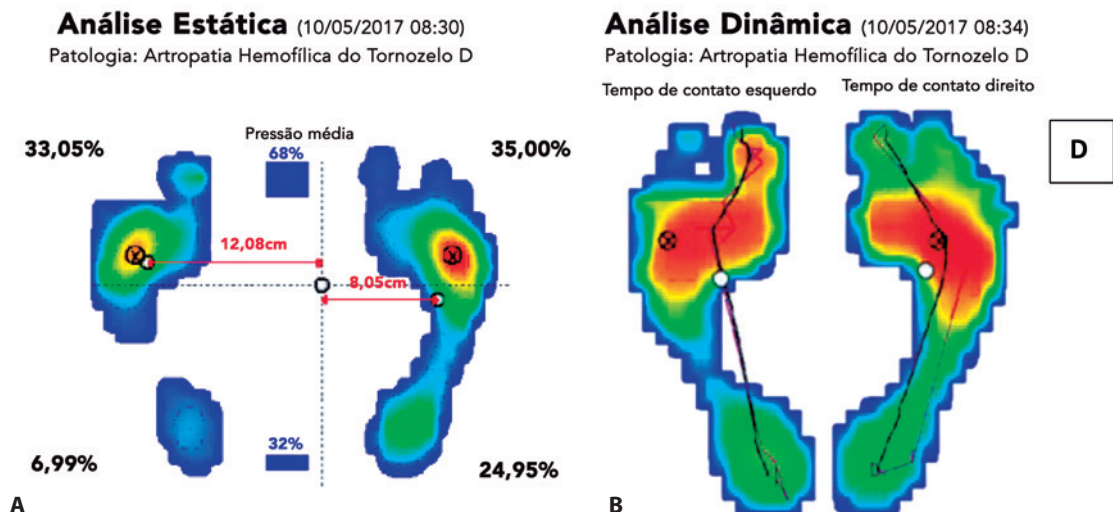 Análise Estática (10/05/2017 08:30)
Patologia: Artropatia Hemofílica do Tornozelo D
33,05%
Pressão média
68%
35,00%
12,08cm
8,05cm
6,99%
32%
24,95%
A
Análise Dinâmica (10/05/2017 08:34)
Patologia: Artropatia Hemofílica do Tornozelo D
Tempo de contato esquerdo
Tempo de contato direito
D
B